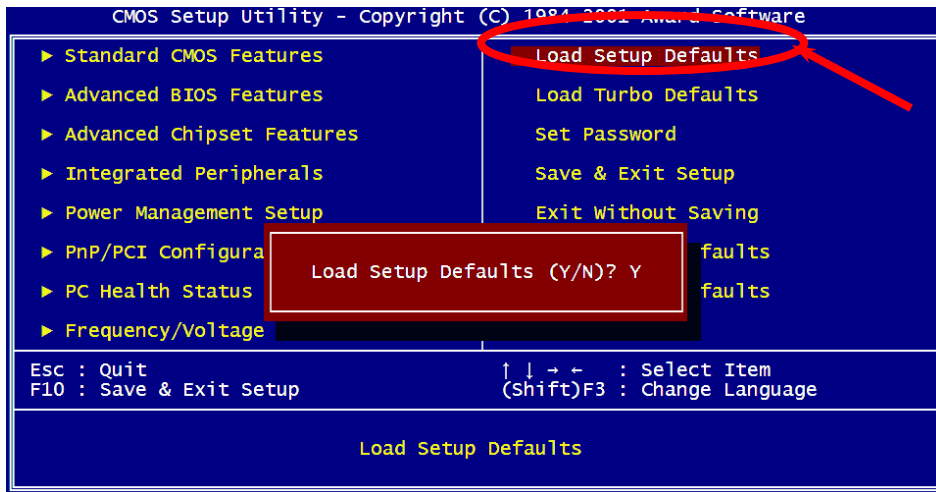 CMOS Setup Utility - Copyright (C) 1984-2001 Award Software
► Standard CMOS Features
► Advanced BIOS Features
► Advanced Chipset Features
► Integrated Peripherals
► Power Management Setup
► PnP/PCI Configura
► PC Health Status
► Frequency/Voltage
Load Setup Defaults
Load Turbo Defaults
Set Password
Save & Exit Setup
Exit Without Saving
faults
faults
Load Setup Defaults (Y/N)? Y
Esc : Quit
F10 : Save & Exit Setup
↑ ↓ → ← : Select Item
(Shift)F3 : Change Language
Load Setup Defaults